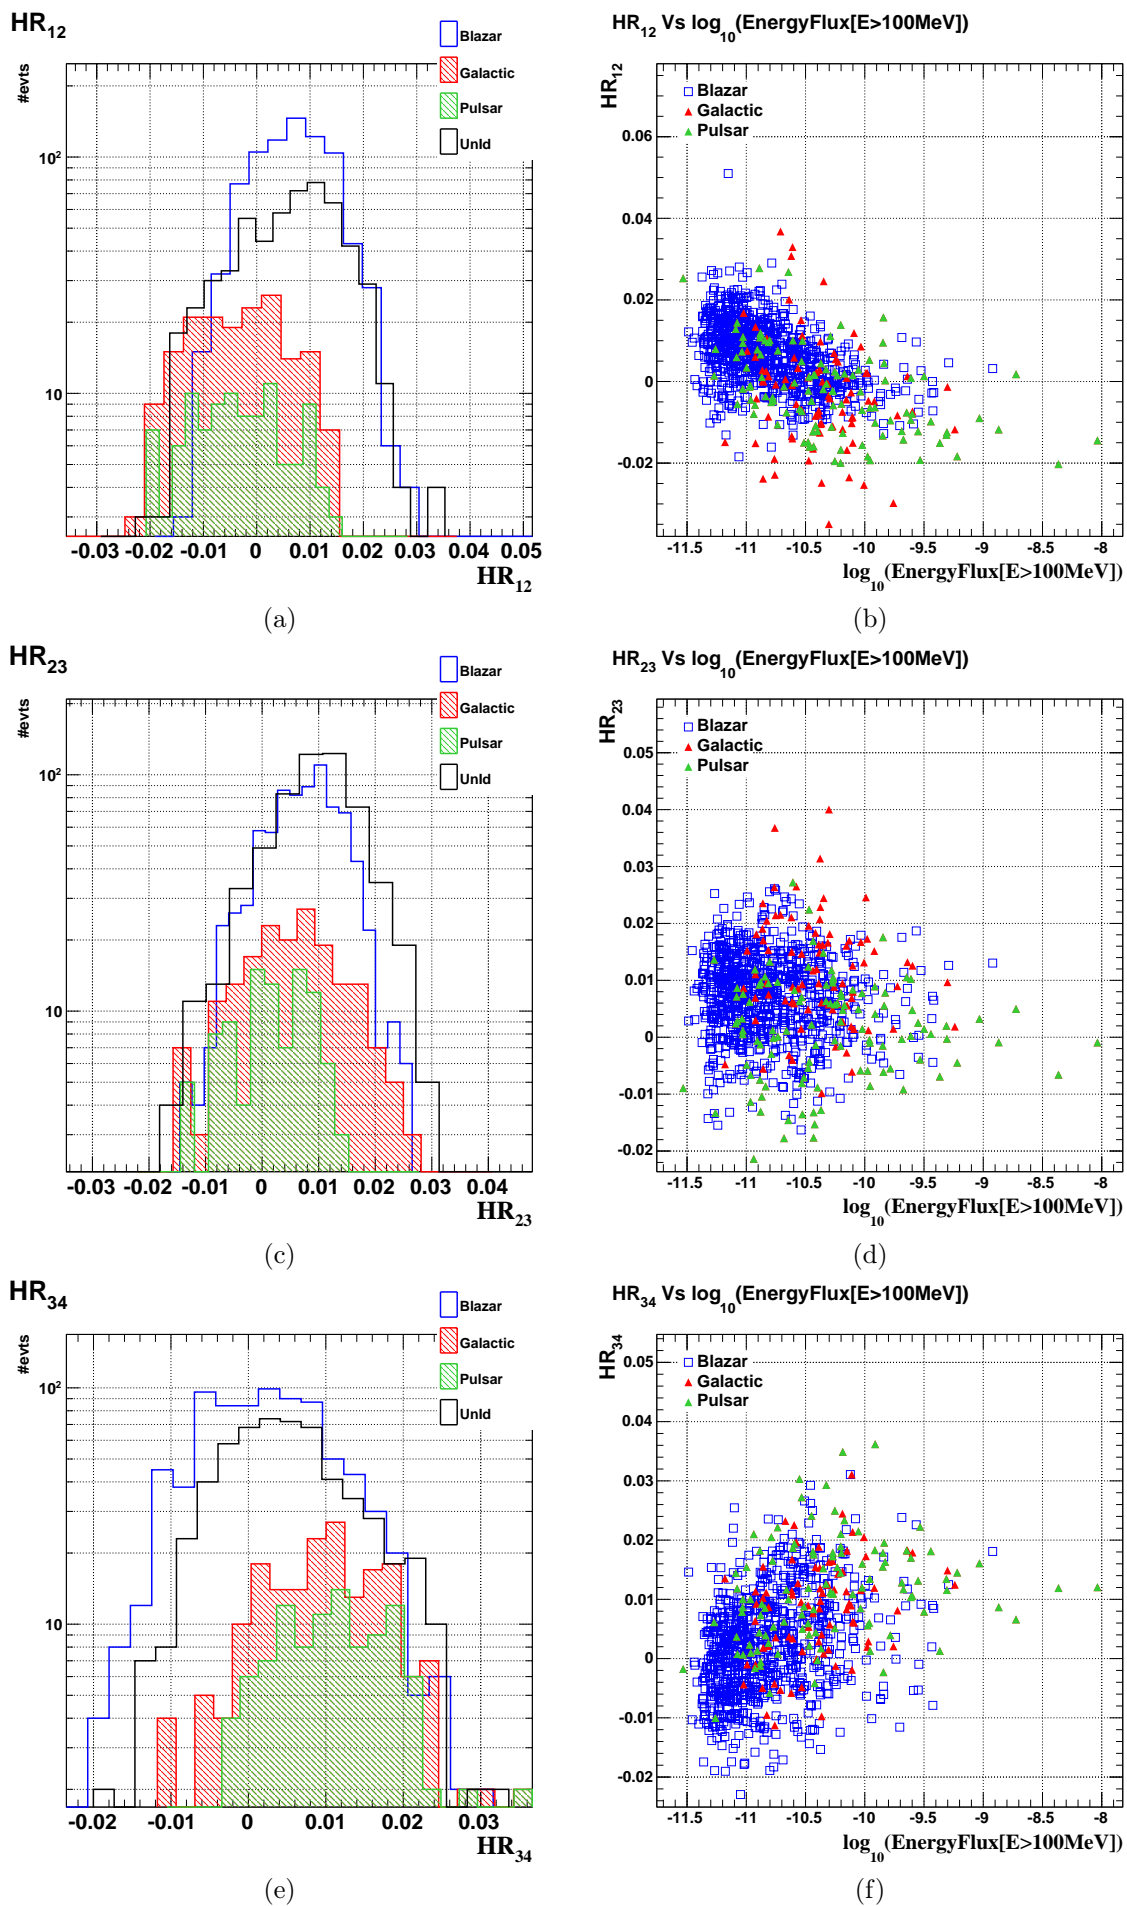 HR12
#evts
Blazar
Galactic
Pulsar
UnId
10²
10
-0.03 -0.02 -0.01 0 0.01 0.02 0.03 0.04 0.05
HR12
(a)
HR12 Vs log10(EnergyFlux[E>100MeV])
HR12
Blazar
Galactic
Pulsar
0.06
0.04
0.02
0
-0.02
-11.5 -11 -10.5 -10 -9.5 -9 -8.5 -8
log10(EnergyFlux[E>100MeV])
(b)
HR23
#evts
Blazar
Galactic
Pulsar
UnId
10²
10
-0.03 -0.02 -0.01 0 0.01 0.02 0.03 0.04
HR23
(c)
HR23 Vs log10(EnergyFlux[E>100MeV])
HR23
Blazar
Galactic
Pulsar
0.05
0.04
0.03
0.02
0.01
0
-0.01
-0.02
-11.5 -11 -10.5 -10 -9.5 -9 -8.5 -8
log10(EnergyFlux[E>100MeV])
(d)
HR34
#evts
Blazar
Galactic
Pulsar
UnId
10²
10
-0.02 -0.01 0 0.01 0.02 0.03
HR34
(e)
HR34 Vs log10(EnergyFlux[E>100MeV])
HR34
Blazar
Galactic
Pulsar
0.05
0.04
0.03
0.02
0.01
0
-0.01
-0.02
-11.5 -11 -10.5 -10 -9.5 -9 -8.5 -8
log10(EnergyFlux[E>100MeV])
(f)